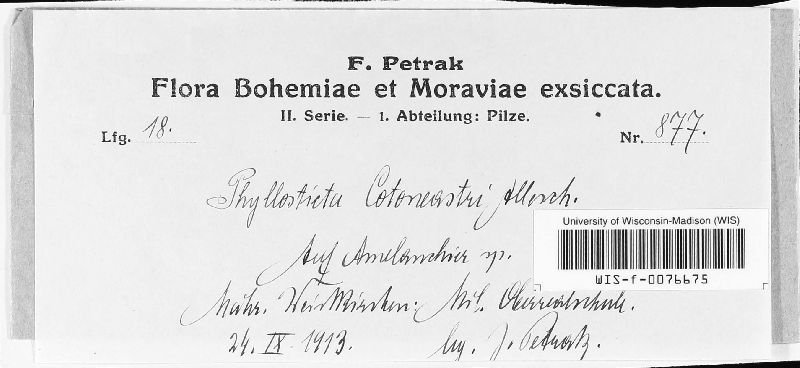 F. Petrak
Flora Bohemiae et Moraviae exsiccata.
II. Serie. — 1. Abteilung: Pilze.
Lfg. 18.
Nr. 877.
Phyllosticta Cotoneastri Allesch.
Auf Amelanchier sp.
Mähr. Weisskirchen: Mil. Oberrealschule.
24. IX 1913. leg. J. Petrak.
University of Wisconsin-Madison (WIS)
WIS-f-0076675